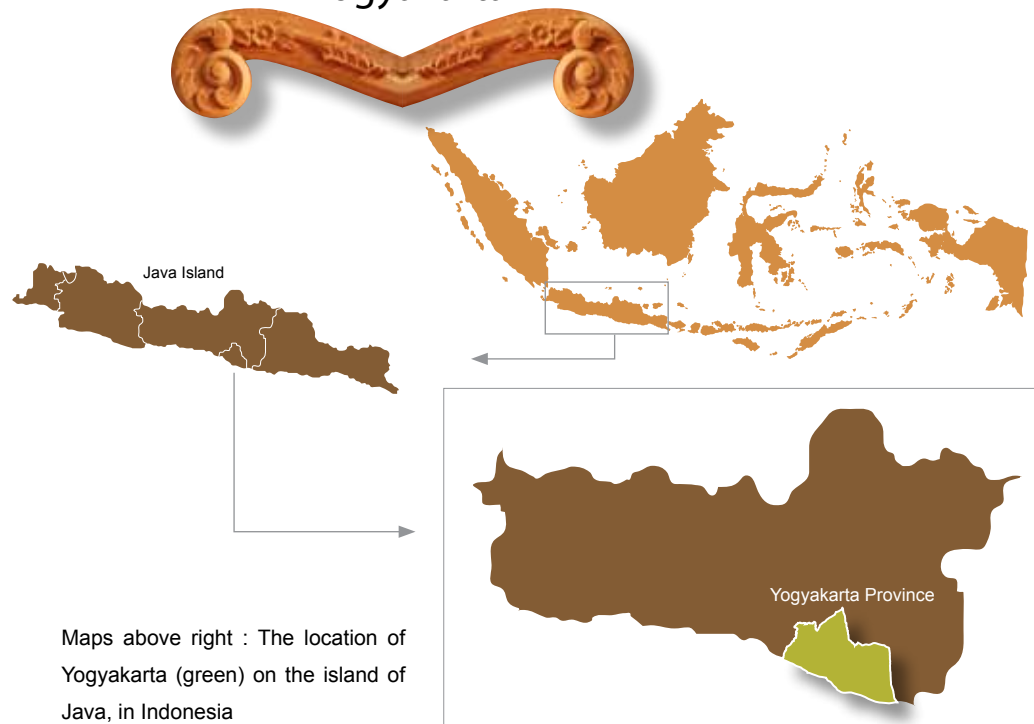 Java Island
Yogyakarta Province
Maps above right : The location of
Yogyakarta (green) on the island of
Java, in Indonesia